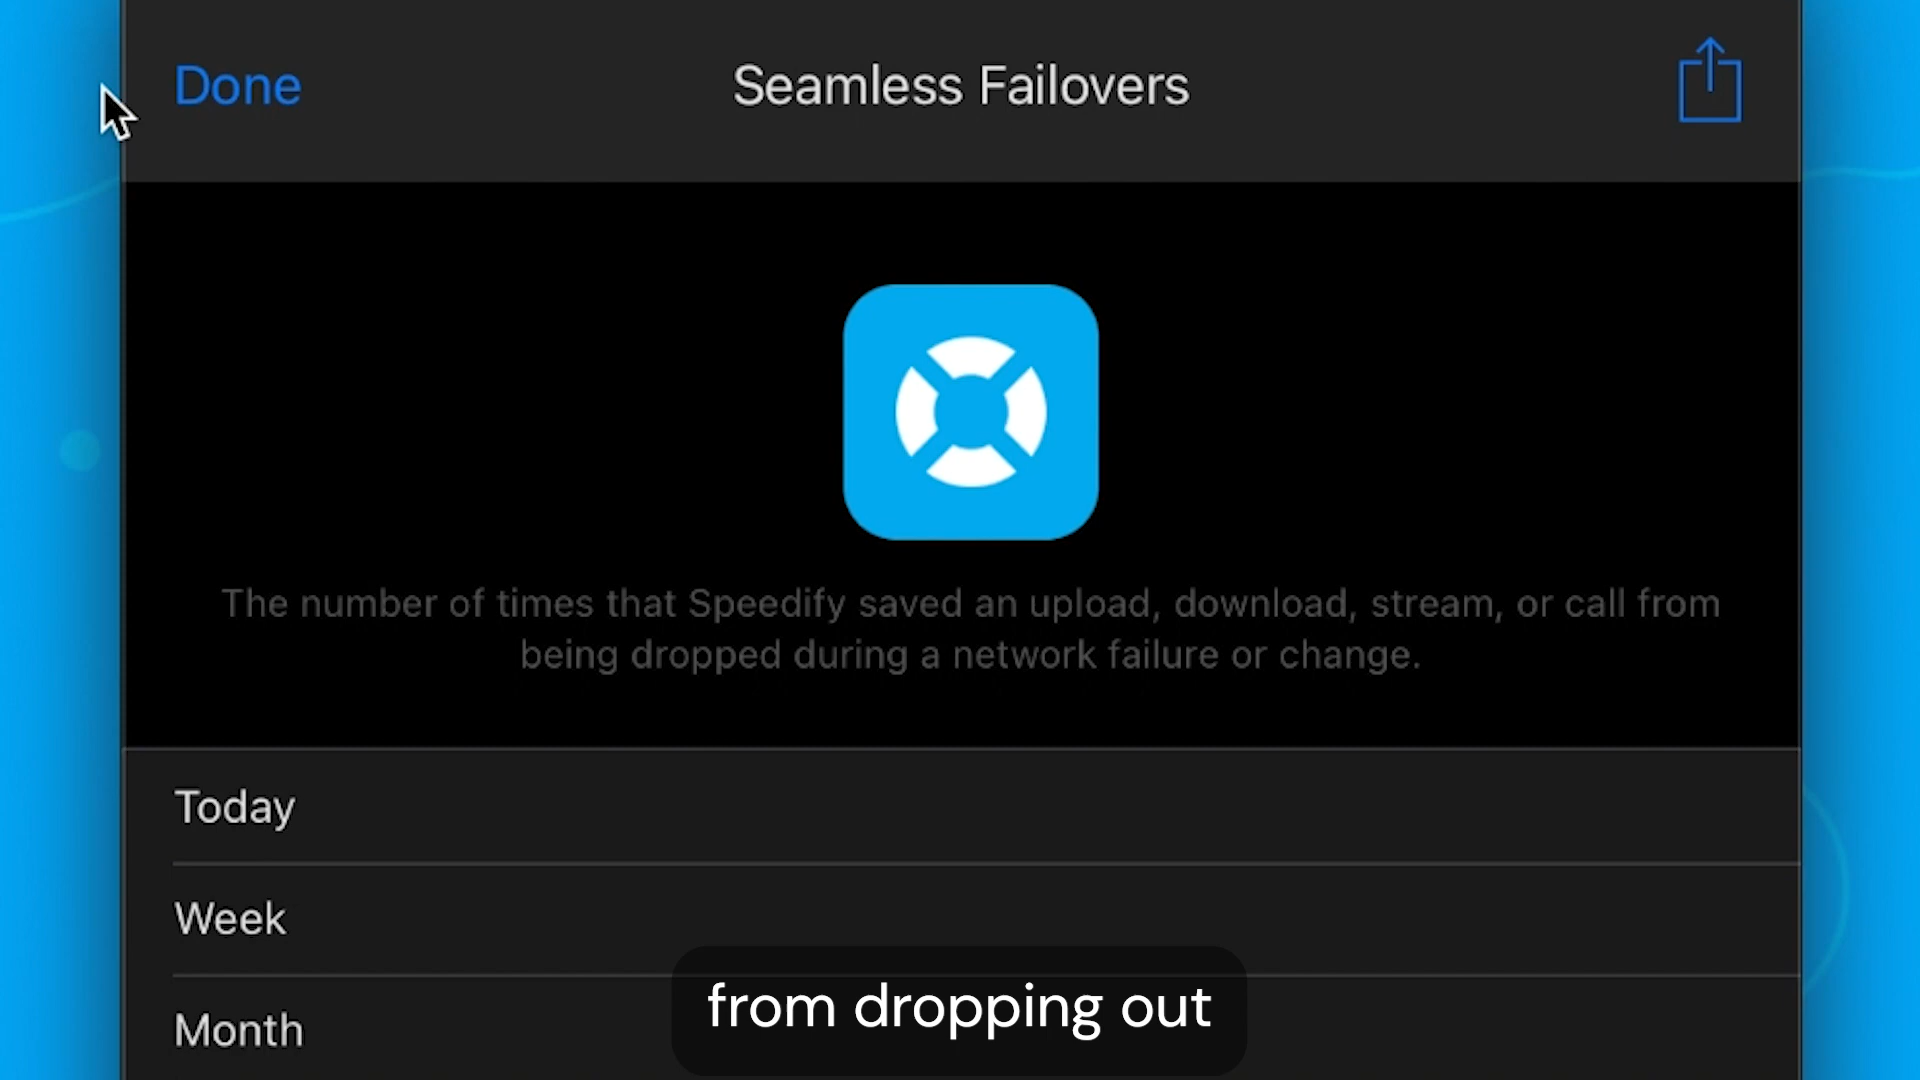 Done
Seamless Failovers
The number of times that Speedify saved an upload, download, stream, or call from
being dropped during a network failure or change.
Today
Week
Month
from dropping out